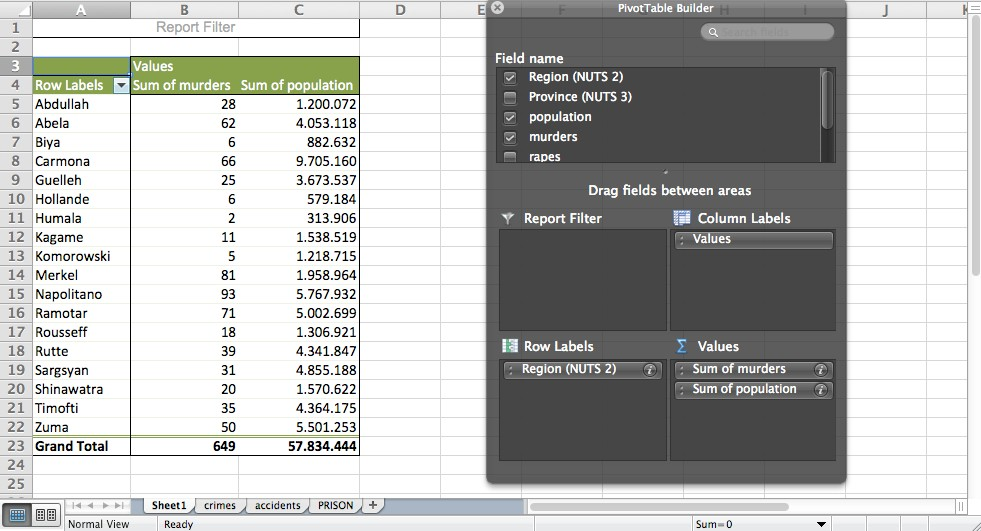 A B C D E H I J K
PivotTable Builder
1 Report Filter
Search fields
2
3 Values
Field name
4 Row Labels Sum of murders Sum of population
Region (NUTS 2)
5 Abdullah 28 1.200.072
Province (NUTS 3)
6 Abela 62 4.053.118
population
7 Biya 6 882.632
murders
8 Carmona 66 9.705.160
rapes
9 Guelleh 25 3.673.537
10 Hollande 6 579.184
Drag fields between areas
11 Humala 2 313.906
Report Filter Column Labels
12 Kagame 11 1.538.519
Values
13 Komorowski 5 1.218.715
14 Merkel 81 1.958.964
15 Napolitano 93 5.767.932
16 Ramotar 71 5.002.699
17 Rousseff 18 1.306.921
18 Rutte 39 4.341.847
Row Labels Values
19 Sargsyan 31 4.855.188
Region (NUTS 2) Sum of murders
20 Shinawatra 20 1.570.622
Sum of population
21 Timofti 35 4.364.175
22 Zuma 50 5.501.253
23 Grand Total 649 57.834.444
24
25
Sheet1 crimes accidents PRISON +
Normal View Ready Sum=0